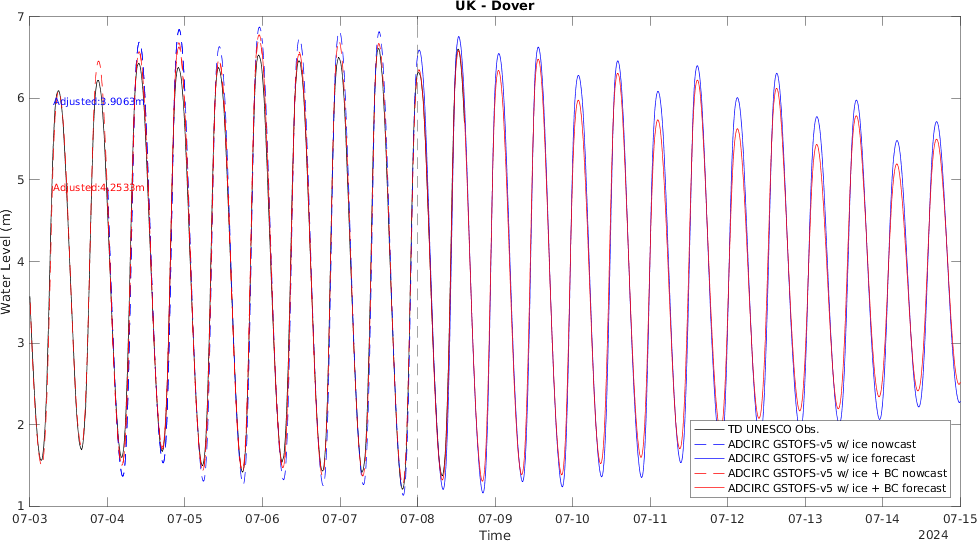 UK - Dover
7
6
5
4
3
2
1
Water Level (m)
Adjusted:3.9063m
Adjusted:4.2533m
TD UNESCO Obs.
ADCIRC GSTOFS-v5 w/ ice nowcast
ADCIRC GSTOFS-v5 w/ ice forecast
ADCIRC GSTOFS-v5 w/ ice + BC nowcast
ADCIRC GSTOFS-v5 w/ ice + BC forecast
07-03 07-04 07-05 07-06 07-07 07-08 07-09 07-10 07-11 07-12 07-13 07-14 07-15
Time
2024